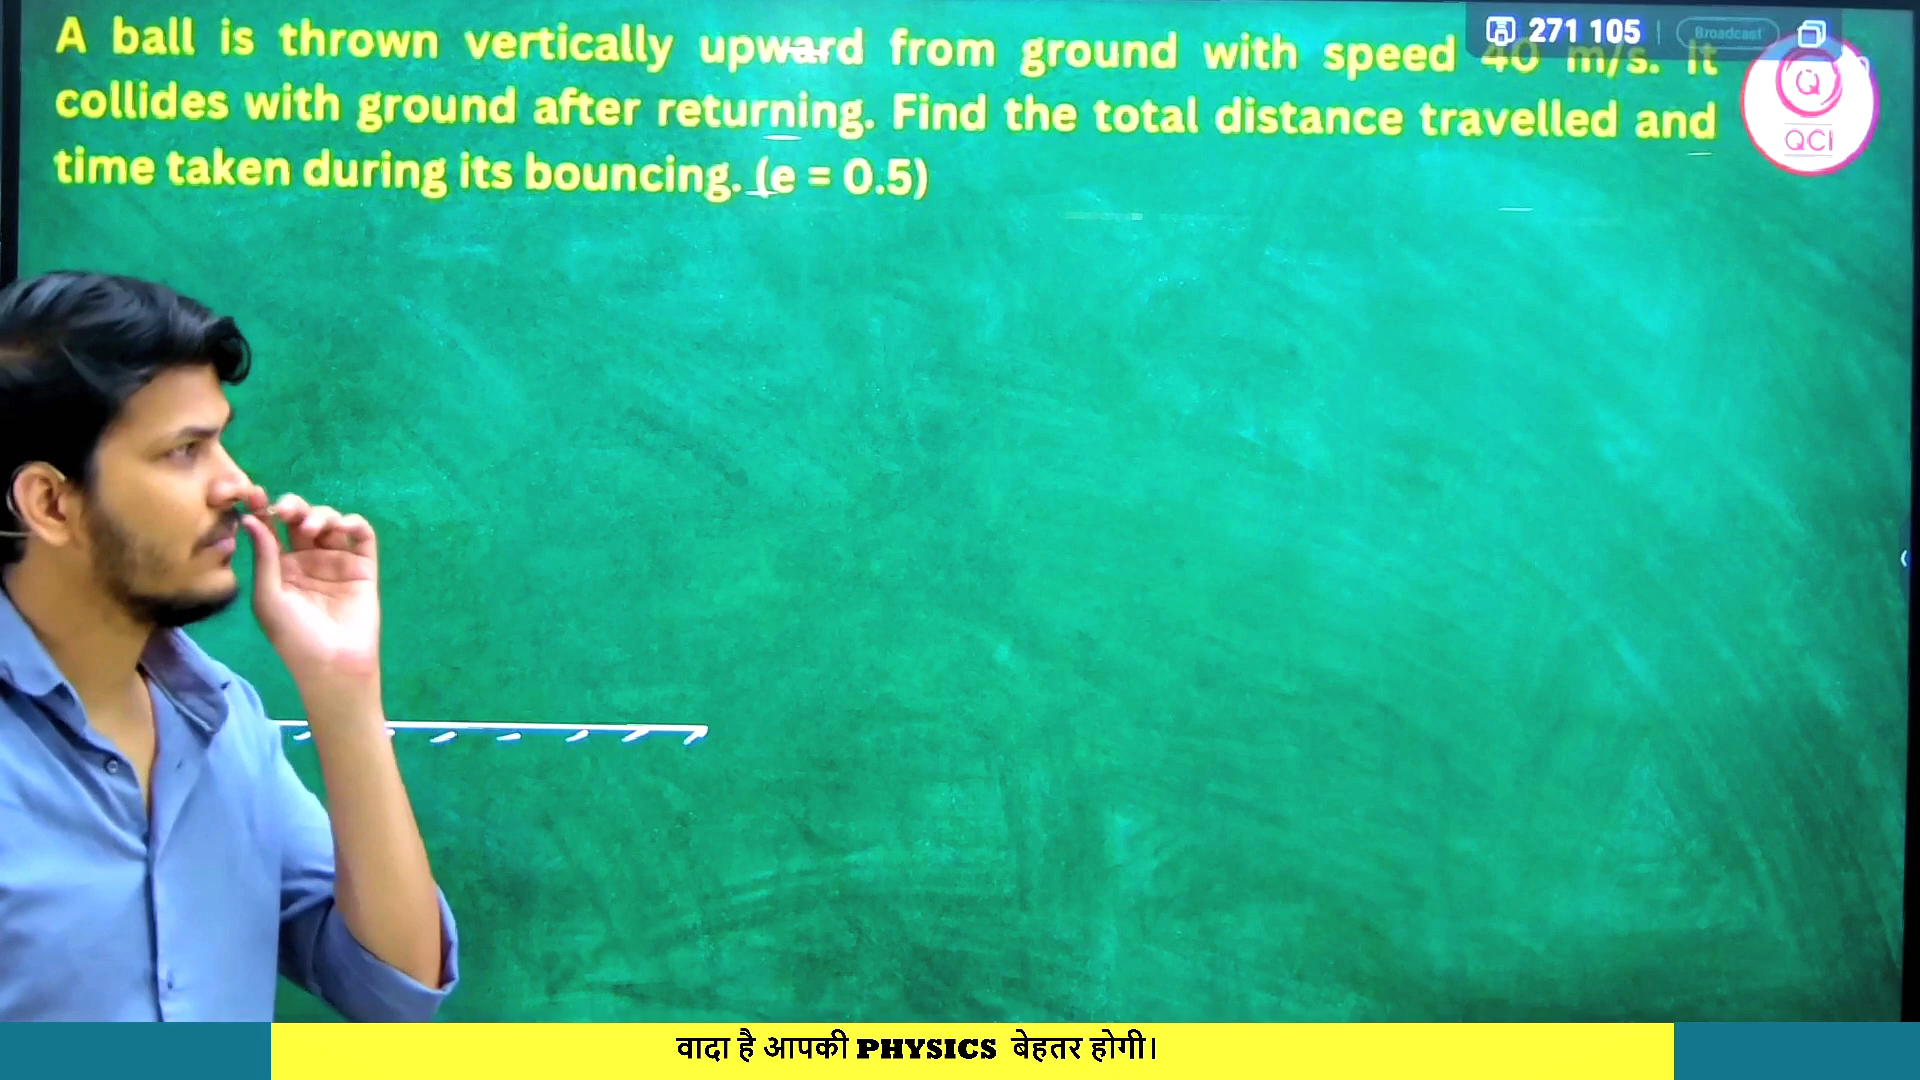 271 105 Broadcast
A ball is thrown vertically upward from ground with speed 40 m/s. It
collides with ground after returning. Find the total distance travelled and
time taken during its bouncing. (e = 0.5)
Q
QCI
वादा है आपकी PHYSICS बेहतर होगी।